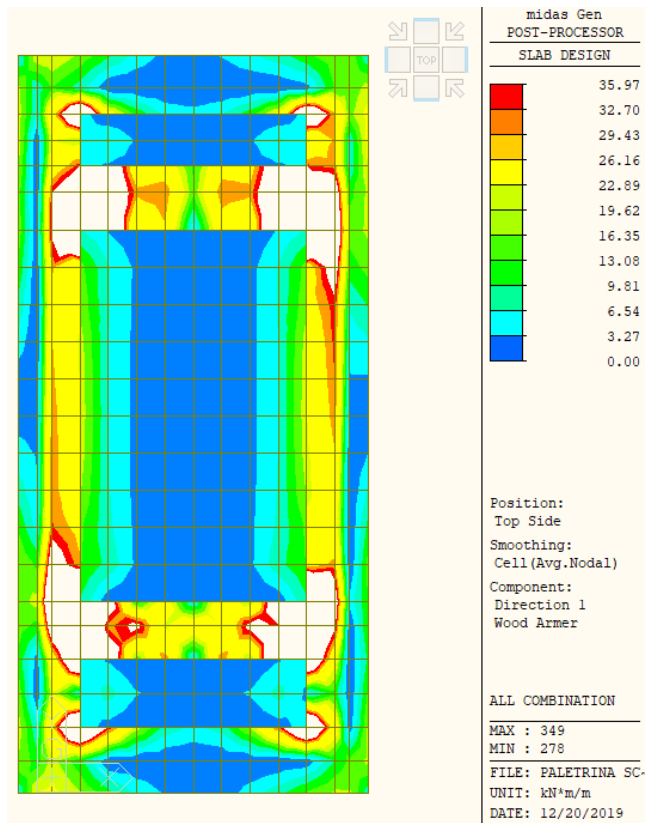 TOP
midas Gen
POST-PROCESSOR
SLAB DESIGN
35.97
32.70
29.43
26.16
22.89
19.62
16.35
13.08
9.81
6.54
3.27
0.00
Position:
Top Side
Smoothing:
Cell(Avg.Nodal)
Component:
Direction 1
Wood Armer
ALL COMBINATION
MAX : 349
MIN : 278
FILE: PALETRINA SC-
UNIT: kN*m/m
DATE: 12/20/2019